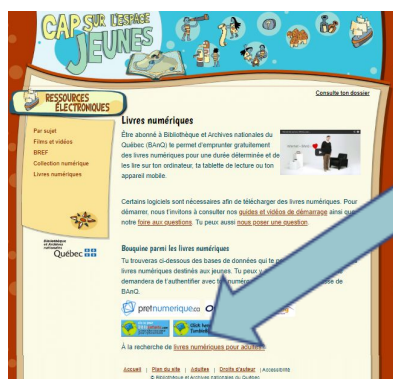 CAP SUR L'ESPACE
JEUNES
RESSOURCES
ÉLECTRONIQUES
Consulte ton dossier
Par sujet
Films et vidéos
BREF
Collection numérique
Livres numériques
Livres numériques
Être abonné à Bibliothèque et Archives nationales du
Québec (BAnQ) te permet d'emprunter gratuitement
des livres numériques pour une durée déterminée et de
les lire sur ton ordinateur, ta tablette de lecture ou ton
appareil mobile.
Certains logiciels sont nécessaires afin de télécharger des livres numériques. Pour
démarrer, nous t'invitons à consulter nos guides et vidéos de démarrage ainsi que
notre foire aux questions. Tu peux aussi nous poser une question.
Bibliothèque
et Archives
nationales
Québec
Bouquine parmi les livres numériques
Tu trouveras ci-dessous des bases de données qui te
livres numériques destinés aux jeunes. Tu peux y
demandera de t'authentifier avec
BAnQ.
pretnumerique.ca
Click here
À la recherche de livres numériques pour adultes
Accueil | Plan du site | Adultes | Droits d'auteur | Accessibilité
© Bibliothèque et Archives nationales du Québec